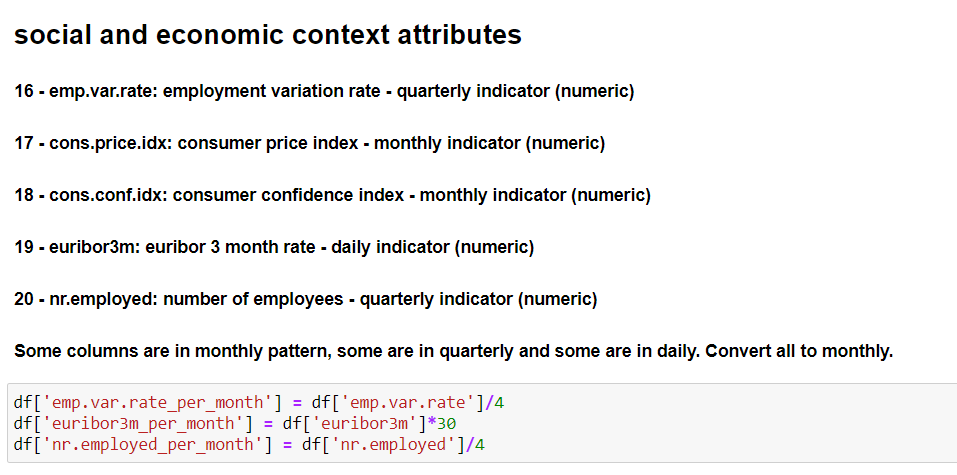 social and economic context attributes
16 - emp.var.rate: employment variation rate - quarterly indicator (numeric)
17 - cons.price.idx: consumer price index - monthly indicator (numeric)
18 - cons.conf.idx: consumer confidence index - monthly indicator (numeric)
19 - euribor3m: euribor 3 month rate - daily indicator (numeric)
20 - nr.employed: number of employees - quarterly indicator (numeric)
Some columns are in monthly pattern, some are in quarterly and some are in daily. Convert all to monthly.
df['emp.var.rate_per_month'] = df['emp.var.rate']/4
df['euribor3m_per_month'] = df['euribor3m']*30
df['nr.employed_per_month'] = df['nr.employed']/4